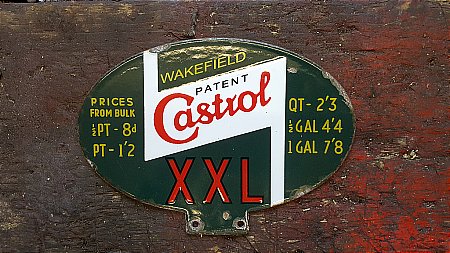 WAKEFIELD
PATENT
Castrol
XXL
PRICES
FROM BULK
½PT - 8d
PT - 1'2
QT - 2'3
½GAL 4'4
1GAL 7'8